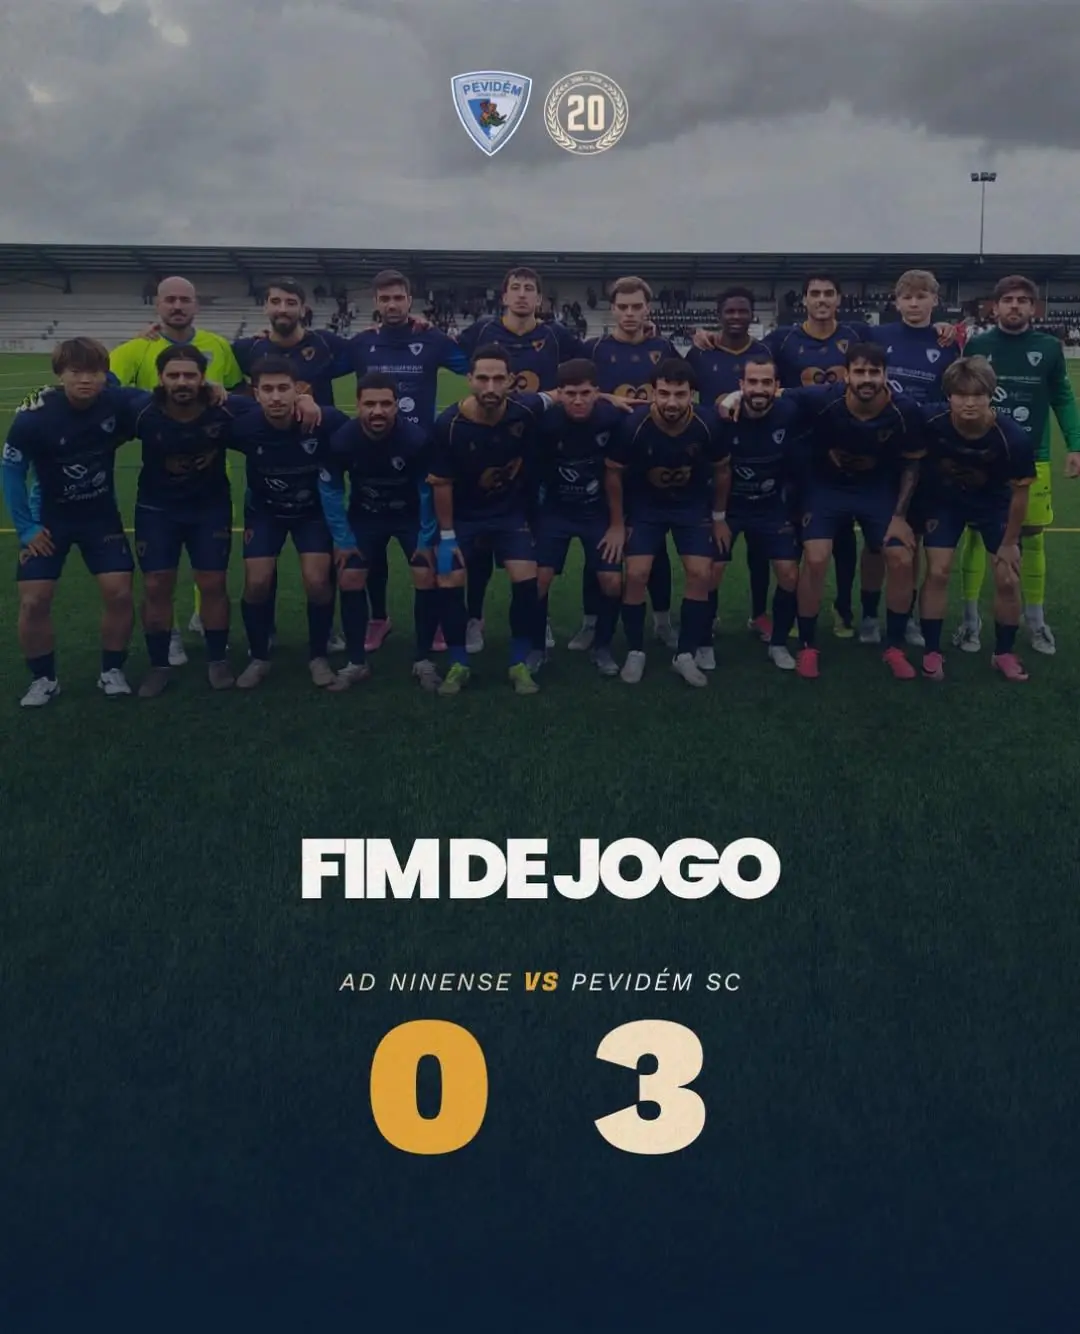 PEVIDÉM
20
FIM DE JOGO
AD NINENSE VS PEVIDÉM SC
0 3